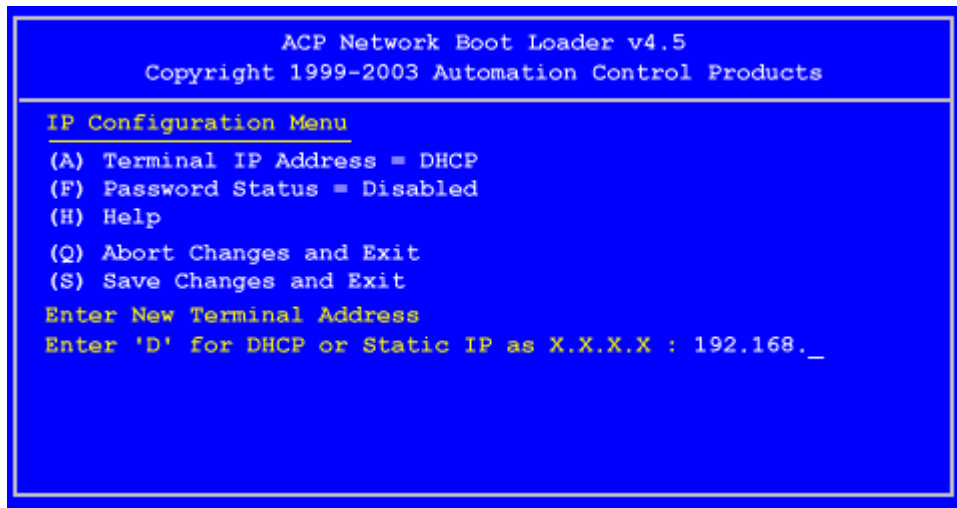 ACP Network Boot Loader v4.5
Copyright 1999-2003 Automation Control Products
IP Configuration Menu
(A) Terminal IP Address = DHCP
(F) Password Status = Disabled
(H) Help
(Q) Abort Changes and Exit
(S) Save Changes and Exit
Enter New Terminal Address
Enter 'D' for DHCP or Static IP as X.X.X.X : 192.168._